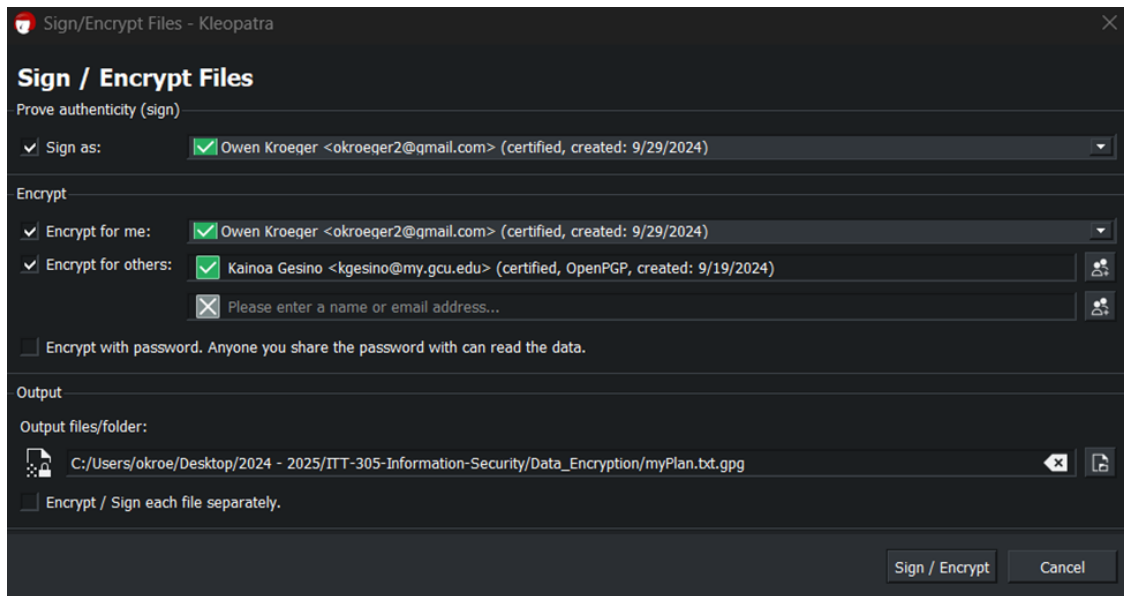 Sign/Encrypt Files - Kleopatra
Sign / Encrypt Files
Prove authenticity (sign)
Sign as: Owen Kroeger <okroeger2@gmail.com> (certified, created: 9/29/2024)
Encrypt
Encrypt for me: Owen Kroeger <okroeger2@gmail.com> (certified, created: 9/29/2024)
Encrypt for others: Kainoa Gesino <kgesino@my.gcu.edu> (certified, OpenPGP, created: 9/19/2024)
Please enter a name or email address...
Encrypt with password. Anyone you share the password with can read the data.
Output
Output files/folder:
C:/Users/okroe/Desktop/2024 - 2025/ITT-305-Information-Security/Data_Encryption/myPlan.txt.gpg
Encrypt / Sign each file separately.
Sign / Encrypt Cancel